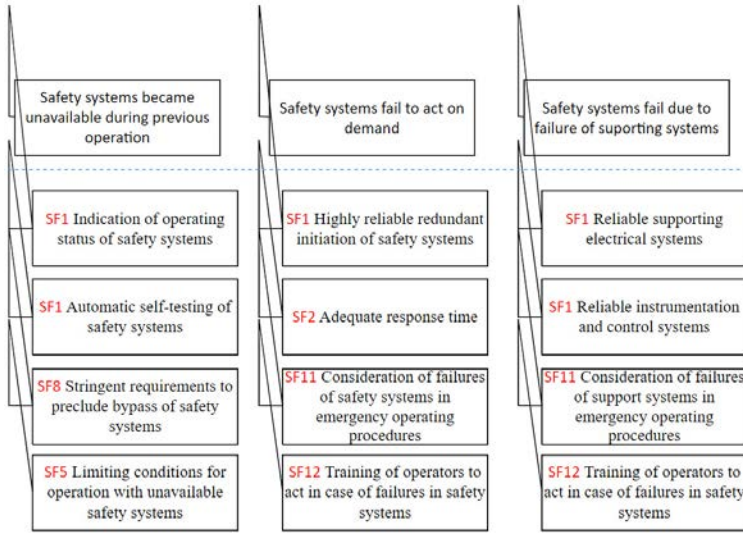 Safety systems became
unavailable during previous
operation
SF1 Indication of operating
status of safety systems
SF1 Automatic self-testing of
safety systems
SF8 Stringent requirements to
preclude bypass of safety
systems
SF5 Limiting conditions for
operation with unavailable
safety systems
Safety systems fail to act on
demand
SF1 Highly reliable redundant
initiation of safety systems
SF2 Adequate response time
SF11 Consideration of failures
of safety systems in
emergency operating
procedures
SF12 Training of operators to
act in case of failures in safety
systems
Safety systems fail due to
failure of suporting systems
SF1 Reliable supporting
electrical systems
SF1 Reliable instrumentation
and control systems
SF11 Consideration of failures
of support systems in
emergency operating
procedures
SF12 Training of operators to
act in case of failures in safety
systems